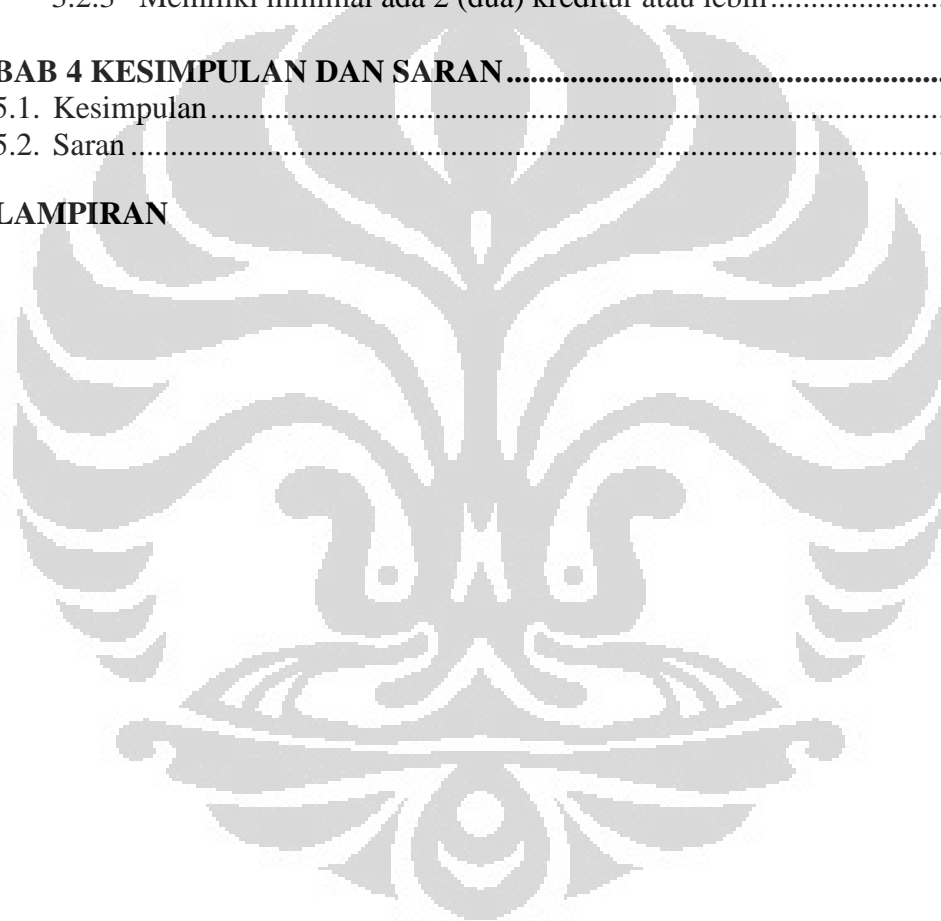 3.2.3 Memiliki minimal ada 2 (dua) kreditur atau lebih........................
BAB 4 KESIMPULAN DAN SARAN............................................................
5.1. Kesimpulan...........................................................................................
5.2. Saran.....................................................................................................
LAMPIRAN